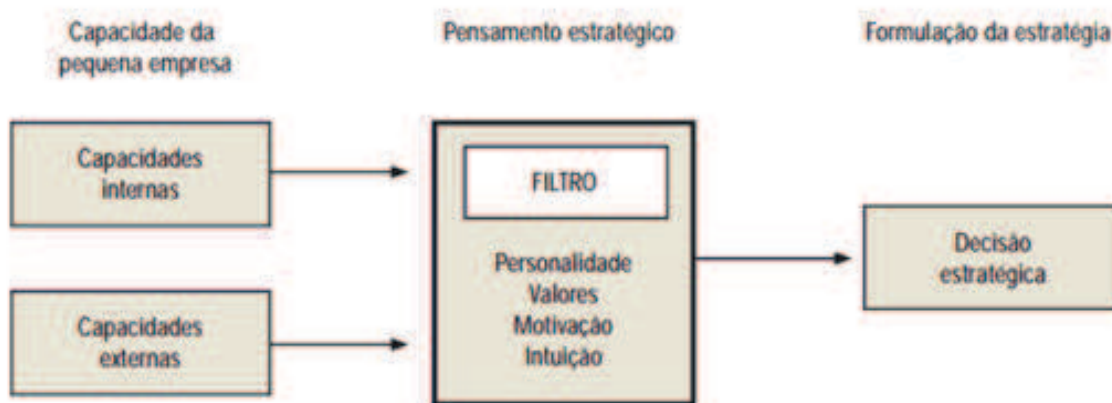 Capacidade da
pequena empresa
Pensamento estratégico
Formulação da estratégia
Capacidades
internas
Capacidades
externas
FILTRO
Personalidade
Valores
Motivação
Intuição
Decisão
estratégica